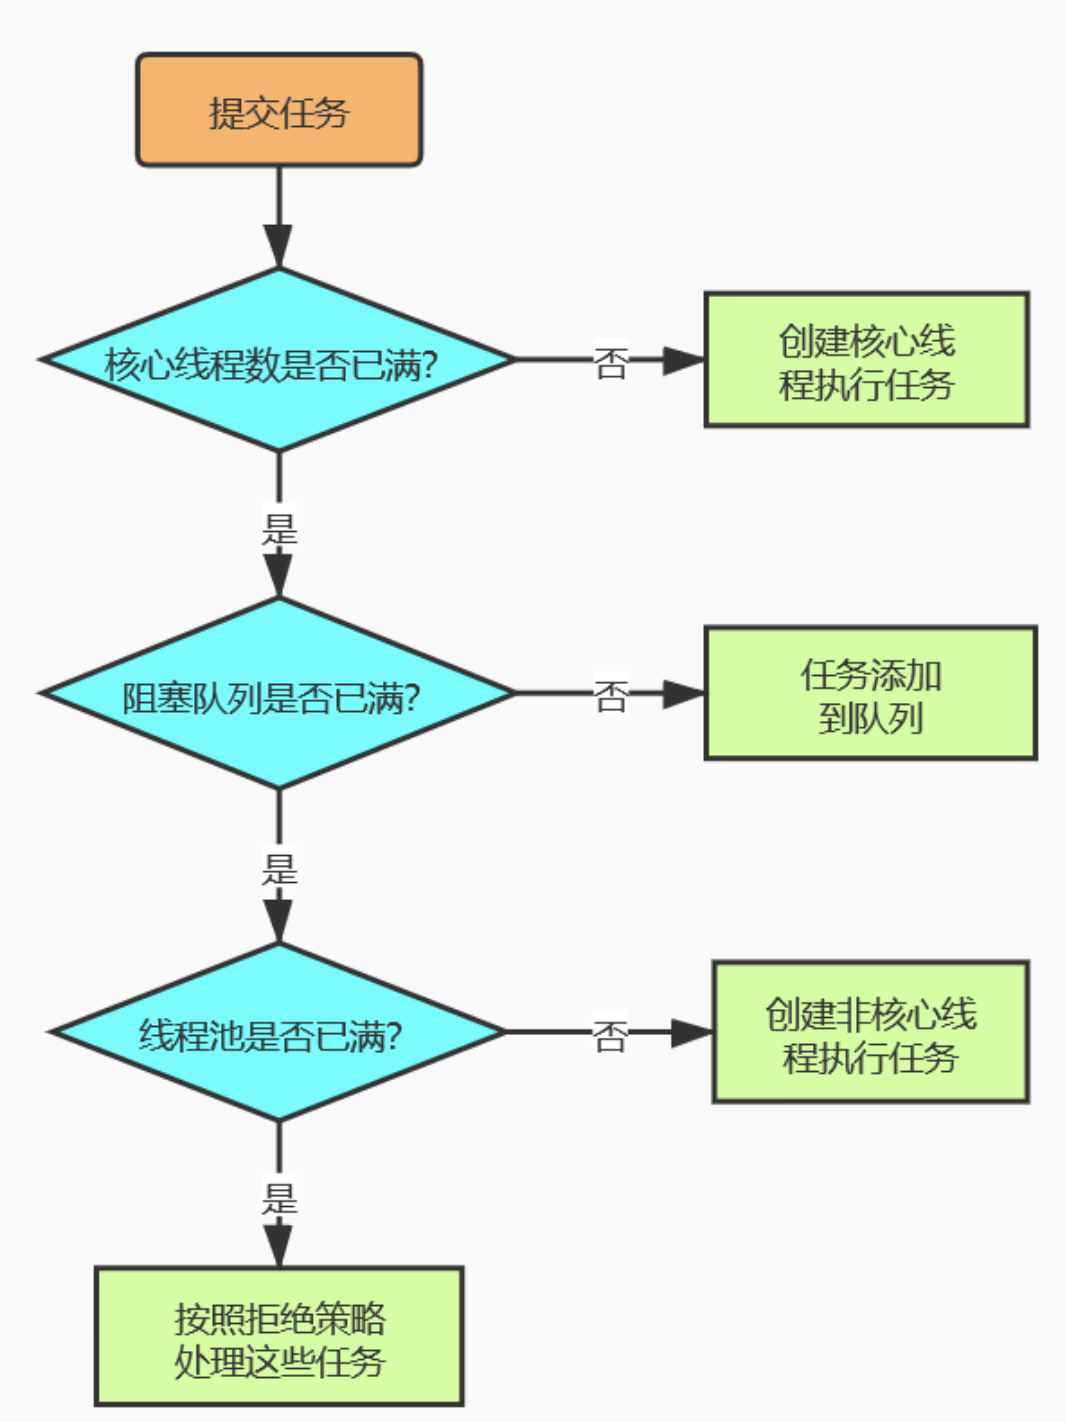 提交任务
核心线程数是否已满?
否
创建核心线
程执行任务
是
阻塞队列是否已满?
否
任务添加
到队列
是
线程池是否已满?
否
创建非核心线
程执行任务
是
按照拒绝策略
处理这些任务